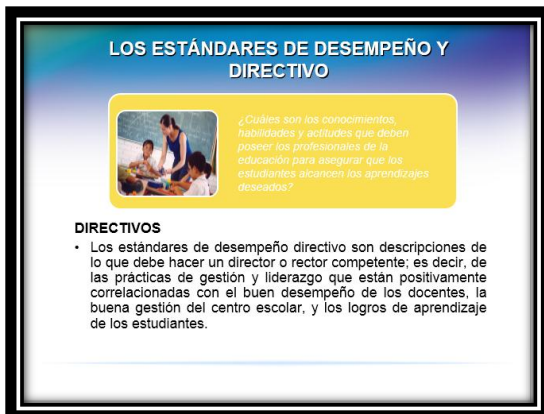 LOS ESTÁNDARES DE DESEMPEÑO Y
DIRECTIVO
¿Cuáles son los conocimientos,
habilidades y actitudes que deben
poseer los profesionales de la
educación para asegurar que los
estudiantes alcancen los aprendizajes
deseados?
DIRECTIVOS
• Los estándares de desempeño directivo son descripciones de
lo que debe hacer un director o rector competente; es decir, de
las prácticas de gestión y liderazgo que están positivamente
correlacionadas con el buen desempeño de los docentes, la
buena gestión del centro escolar, y los logros de aprendizaje
de los estudiantes.